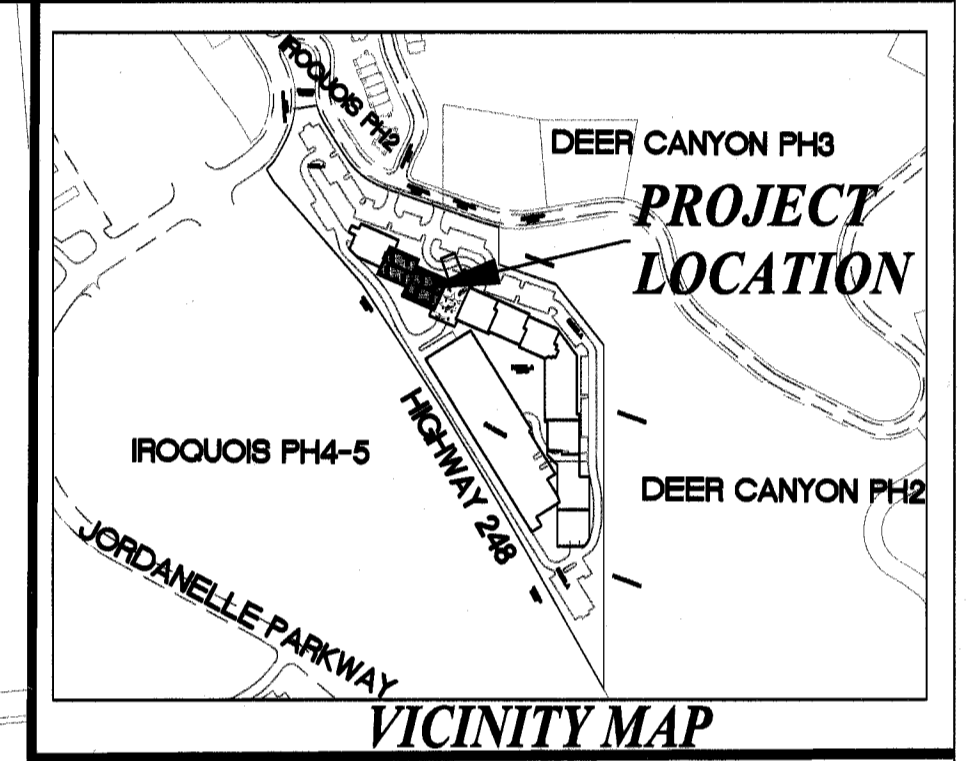 IROQUOIS PH2
DEER CANYON PH3
PROJECT
LOCATION
IROQUOIS PH4-5
HIGHWAY 248
DEER CANYON PH2
JORDANELLE PARKWAY
VICINITY MAP